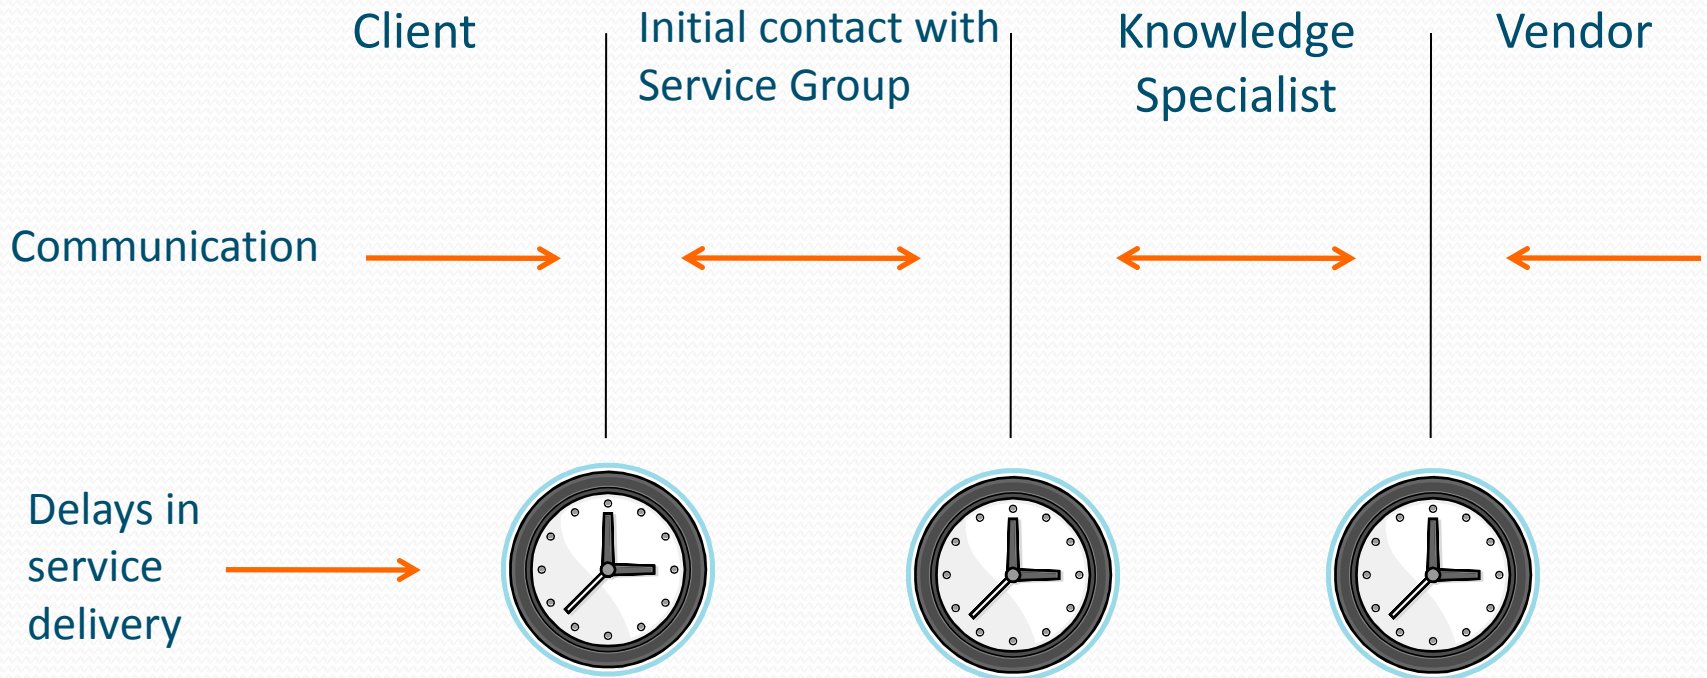 Client
Initial contact with
Service Group
Knowledge
Specialist
Vendor
Communication
Delays in
service
delivery